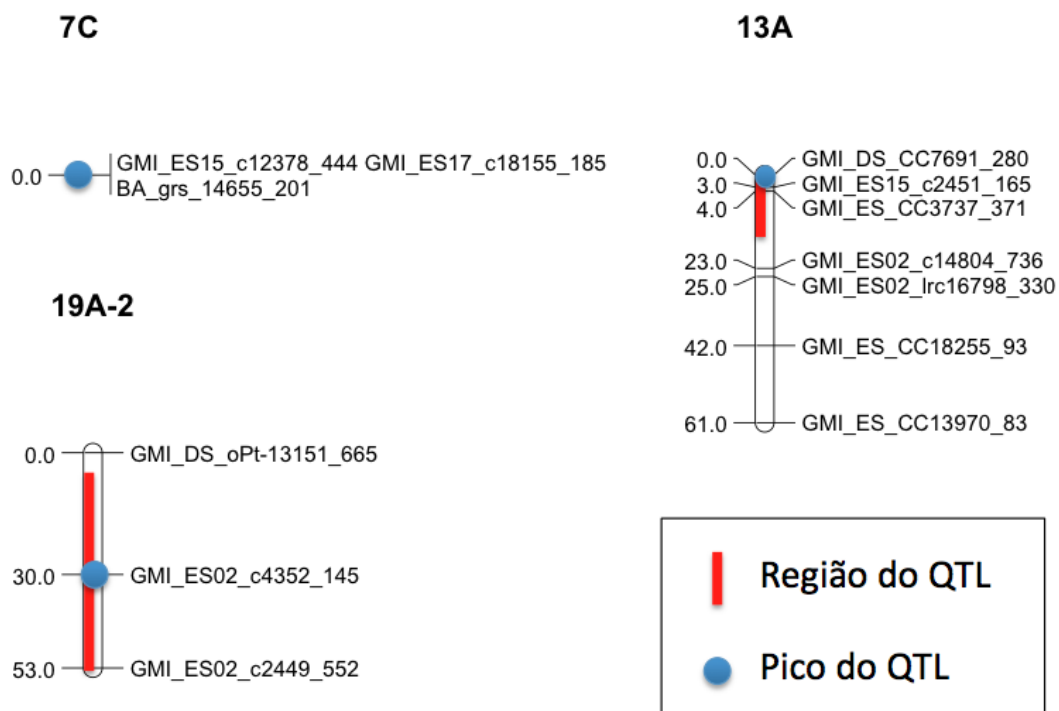 7C
0.0 GMI_ES15_c12378_444 GMI_ES17_c18155_185
BA_grs_14655_201
13A
0.0 GMI_DS_CC7691_280
3.0 GMI_ES15_c2451_165
4.0 GMI_ES_CC3737_371
23.0 GMI_ES02_c14804_736
25.0 GMI_ES02_lrc16798_330
42.0 GMI_ES_CC18255_93
61.0 GMI_ES_CC13970_83
19A-2
0.0 GMI_DS_oPt-13151_665
30.0 GMI_ES02_c4352_145
53.0 GMI_ES02_c2449_552
Região do QTL
Pico do QTL